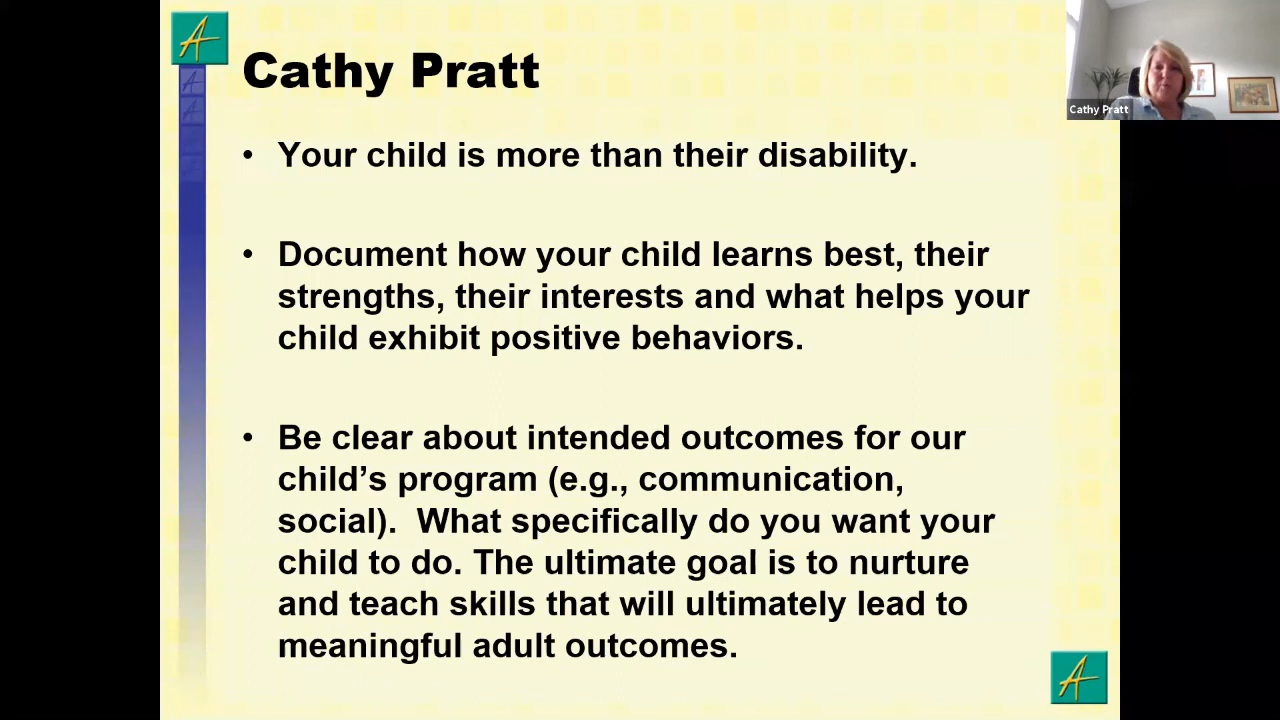 Cathy Pratt
Cathy Pratt
• Your child is more than their disability.
• Document how your child learns best, their
strengths, their interests and what helps your
child exhibit positive behaviors.
• Be clear about intended outcomes for our
child’s program (e.g., communication,
social).  What specifically do you want your
child to do. The ultimate goal is to nurture
and teach skills that will ultimately lead to
meaningful adult outcomes.